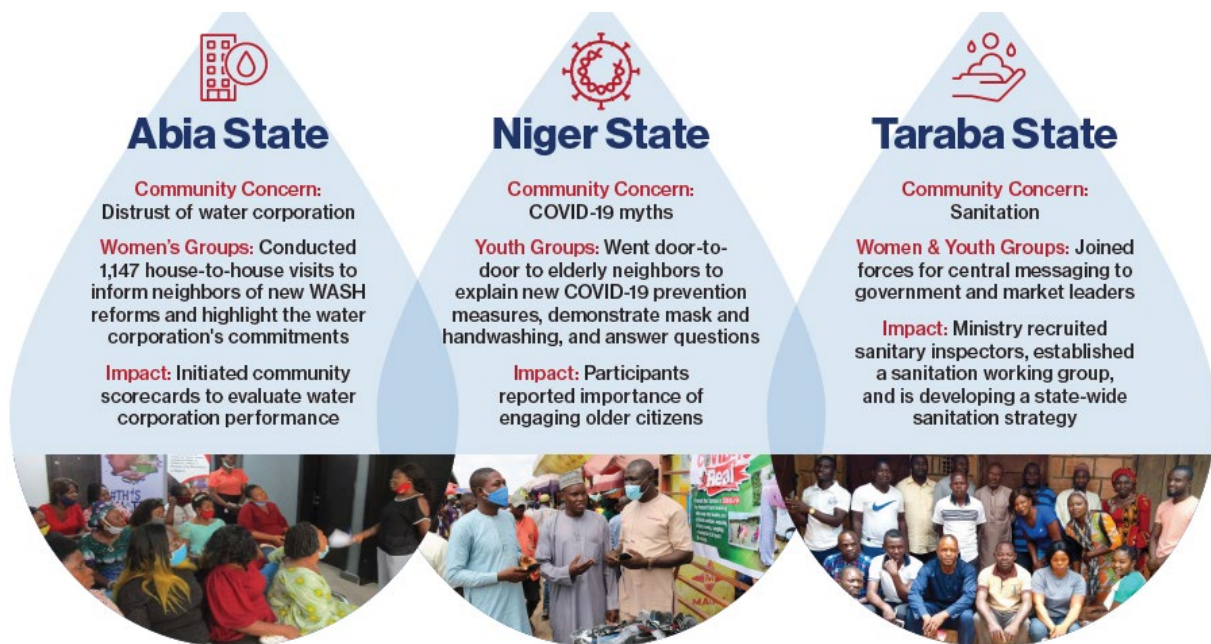 Abia State
Community Concern:
Distrust of water corporation
Women's Groups: Conducted
1,147 house-to-house visits to
inform neighbors of new WASH
reforms and highlight the water
corporation's commitments
Impact: Initiated community
scorecards to evaluate water
corporation performance
Niger State
Community Concern:
COVID-19 myths
Youth Groups: Went door-to-
door to elderly neighbors to
explain new COVID-19 prevention
measures, demonstrate mask and
handwashing, and answer questions
Impact: Participants
reported importance of
engaging older citizens
Real
Taraba State
Community Concern:
Sanitation
Women & Youth Groups: Joined
forces for central messaging to
government and market leaders
Impact: Ministry recruited
sanitary inspectors, established
a sanitation working group,
and is developing a state-wide
sanitation strategy